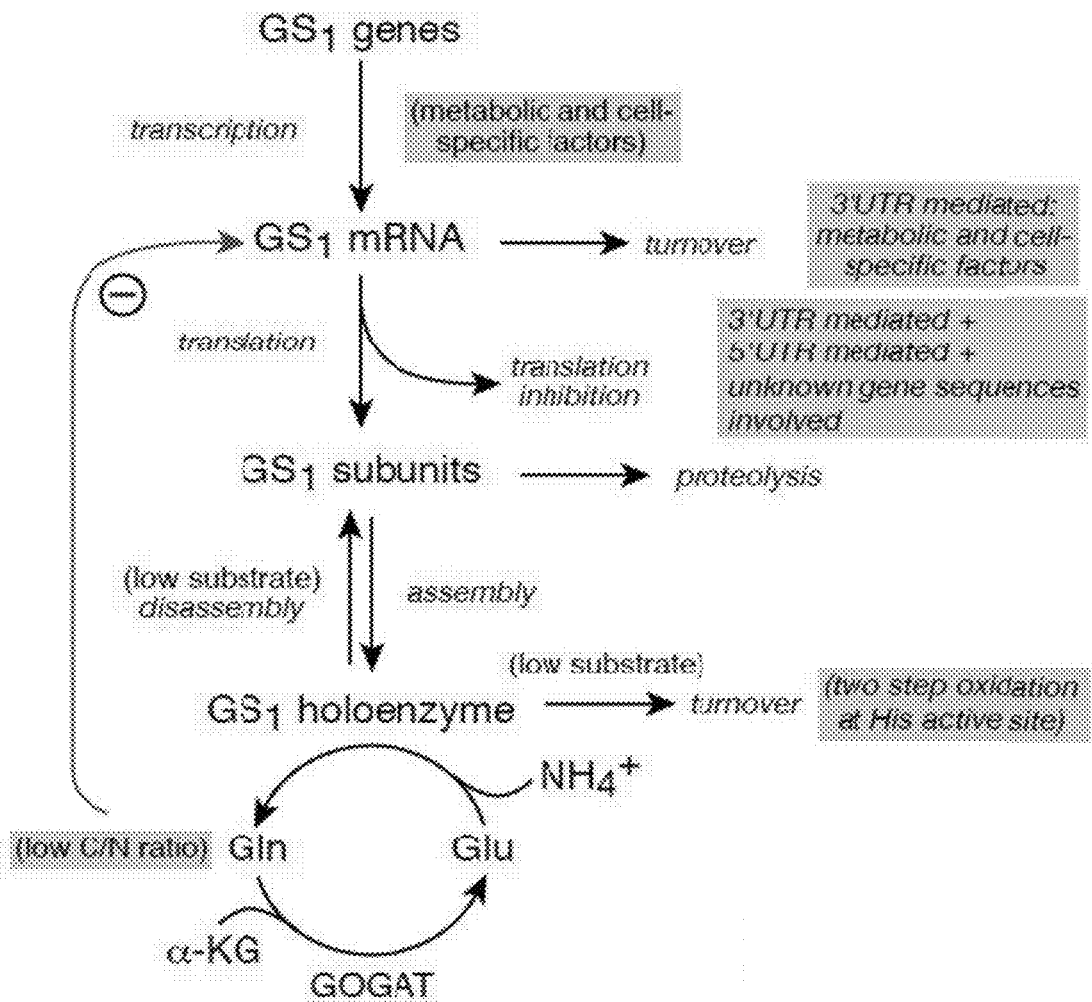 GS1 genes
transcription
(metabolic and cell-
specific factors)
GS1 mRNA
turnover
3'UTR mediated:
metabolic and cell-
specific factors
−
translation
translation
inhibition
3'UTR mediated +
5'UTR mediated +
unknown gene sequences
involved
GS1 subunits
proteolysis
(low substrate)
disassembly
assembly
GS1 holoenzyme
(low substrate)
turnover
(two step oxidation
at His active site)
NH4+
(low C/N ratio) Gln
Glu
α-KG
GOGAT